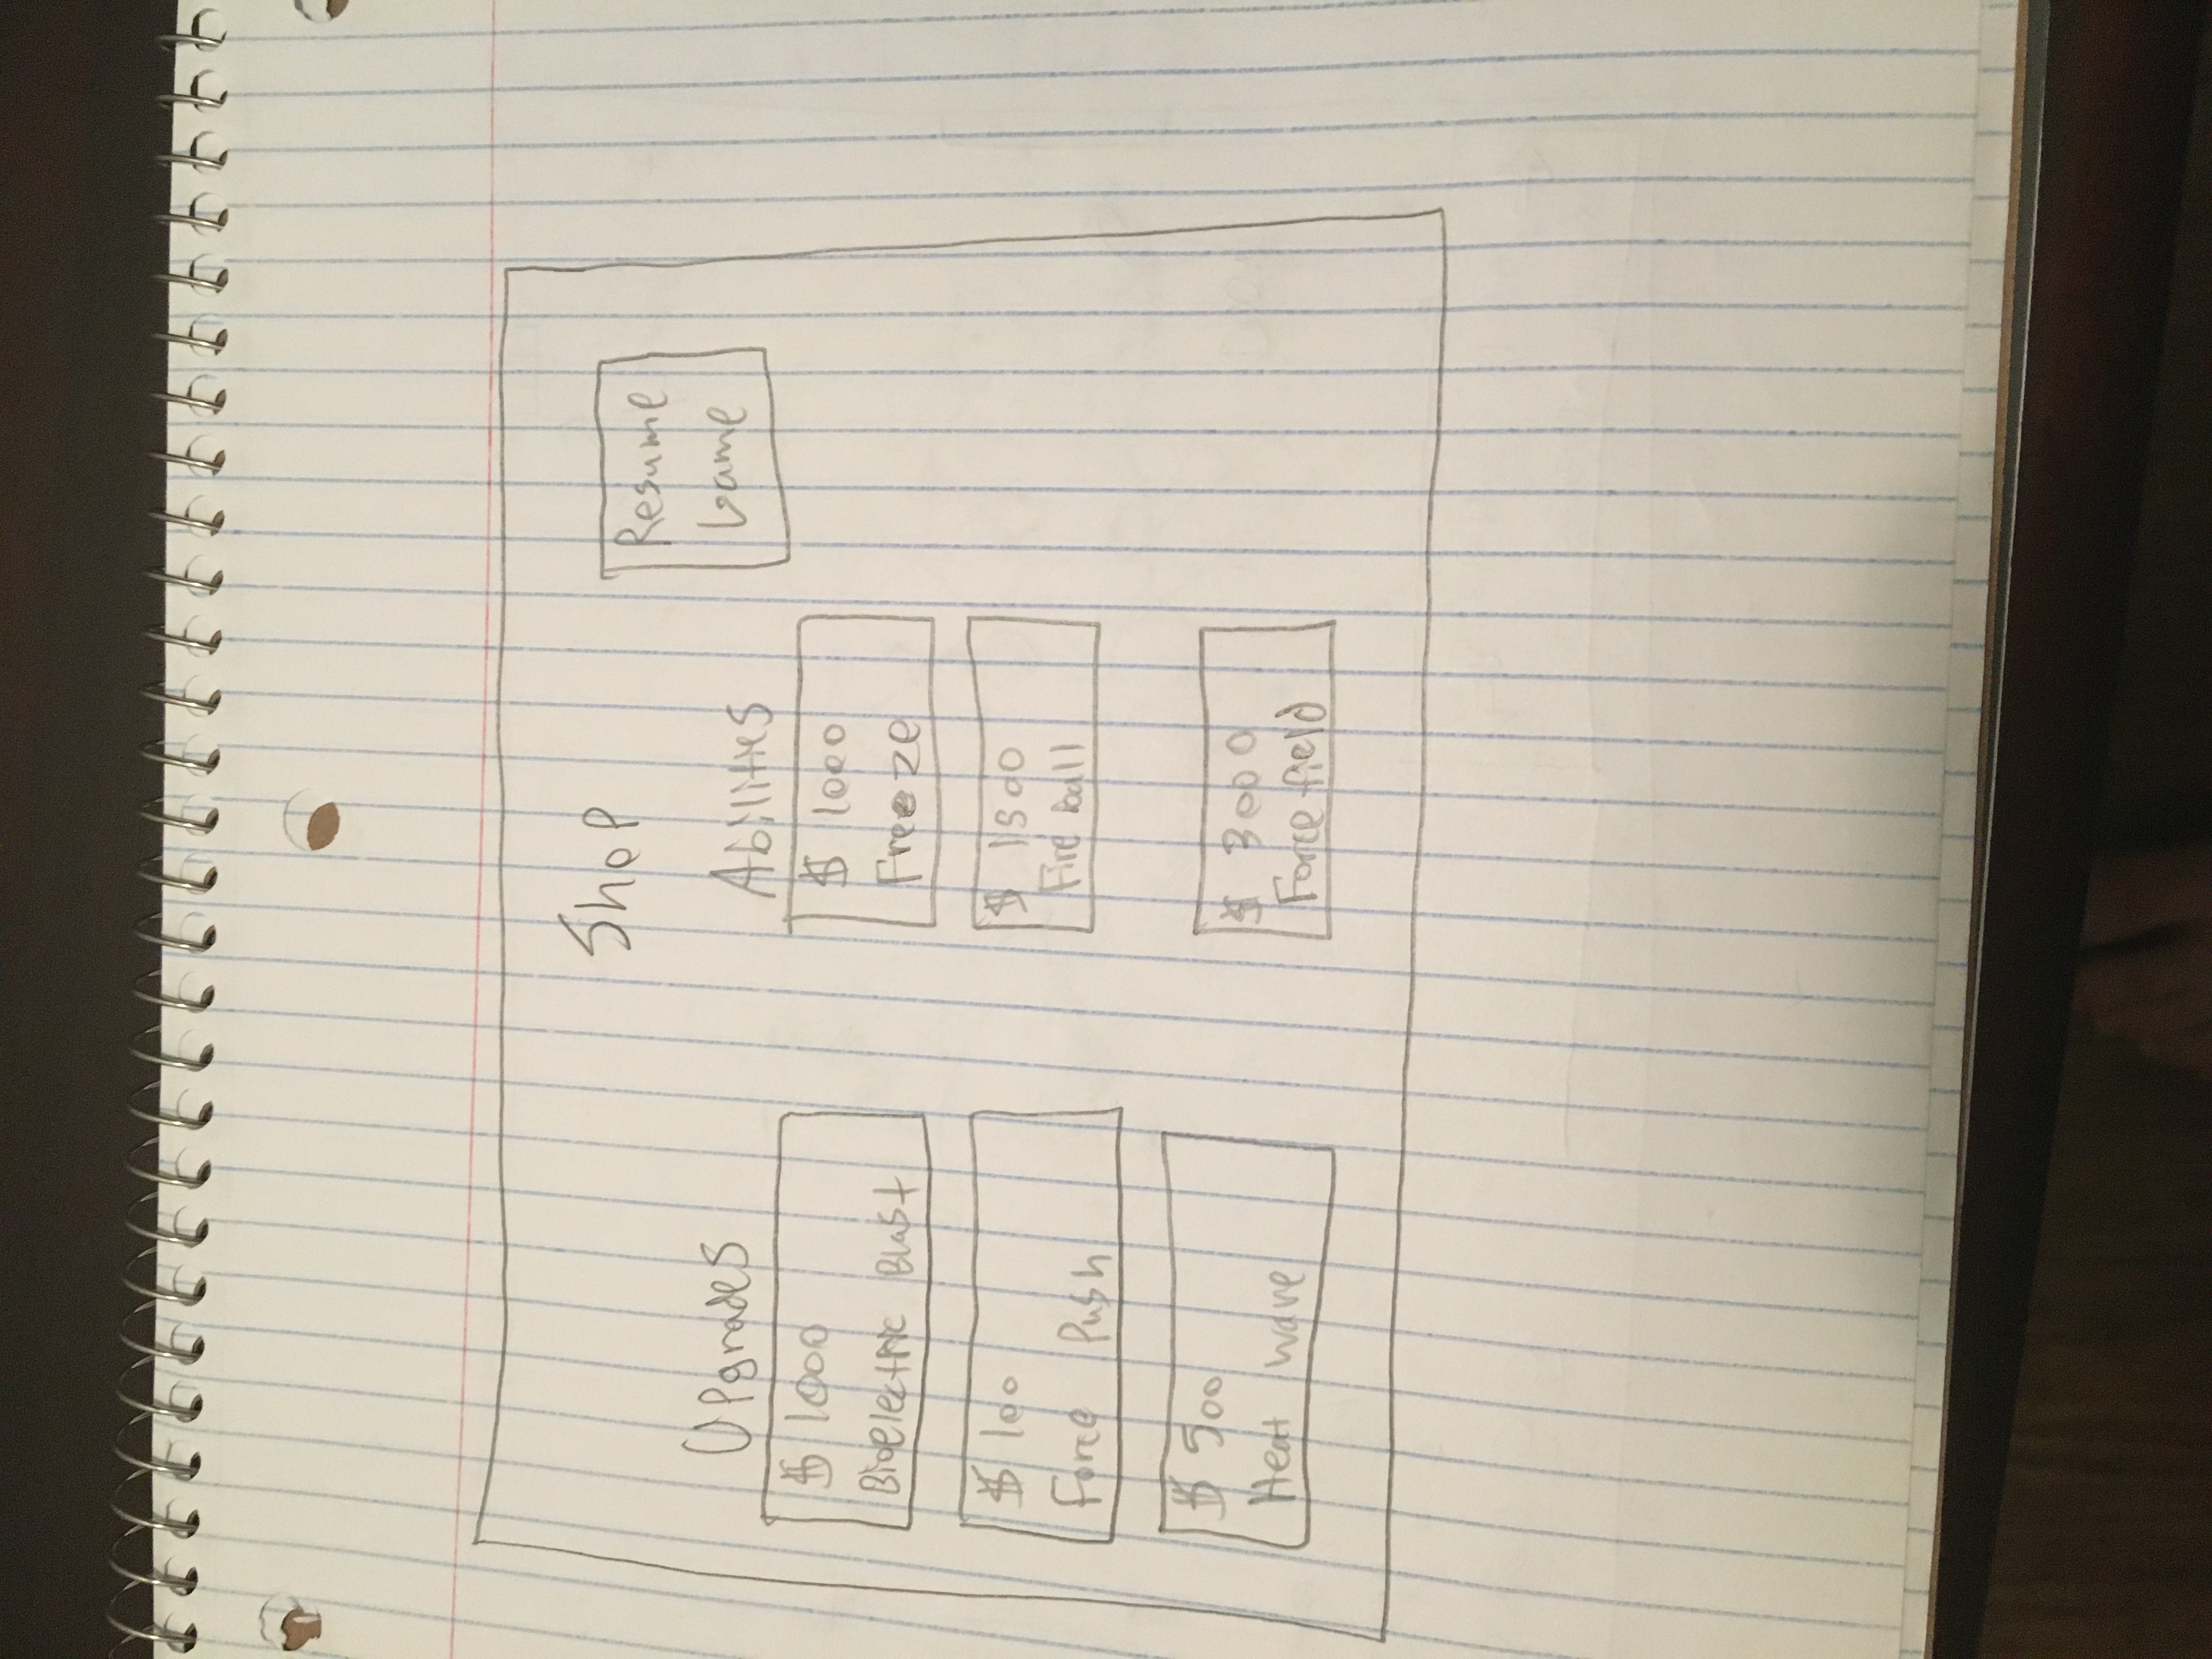 Shop
Resume
Game
Upgrades
$ 1000
Bioelectric Blast
$ 100
Force Push
$ 500
Heat wave
Abilities
$ 1000
Freeze
$ 1500
Fire ball
$ 3000
Force field